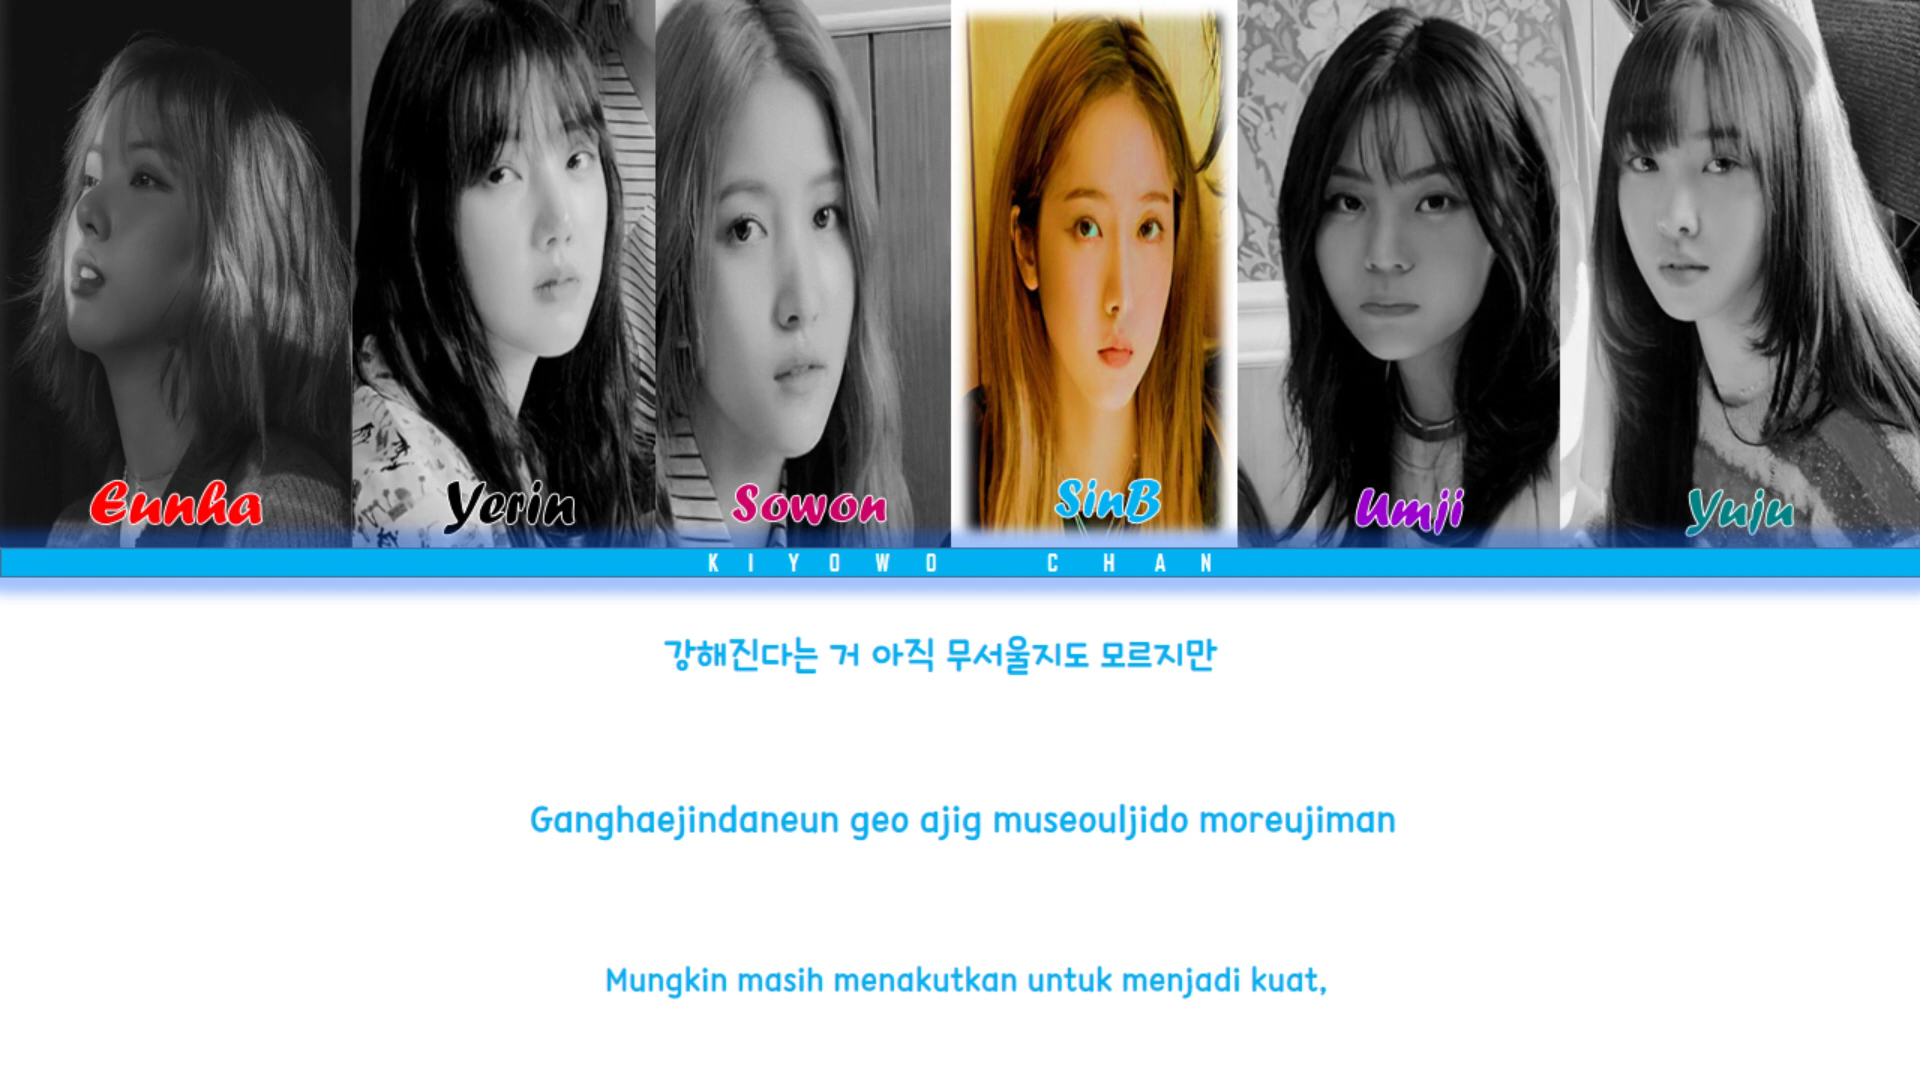 Eunha Yerin Sowon SinB Umji Yuju
KIYOWO CHAN
강해진다는 거 아직 무서울지도 모르지만
Ganghaejindaneun geo ajig museouljido moreujiman
Mungkin masih menakutkan untuk menjadi kuat,